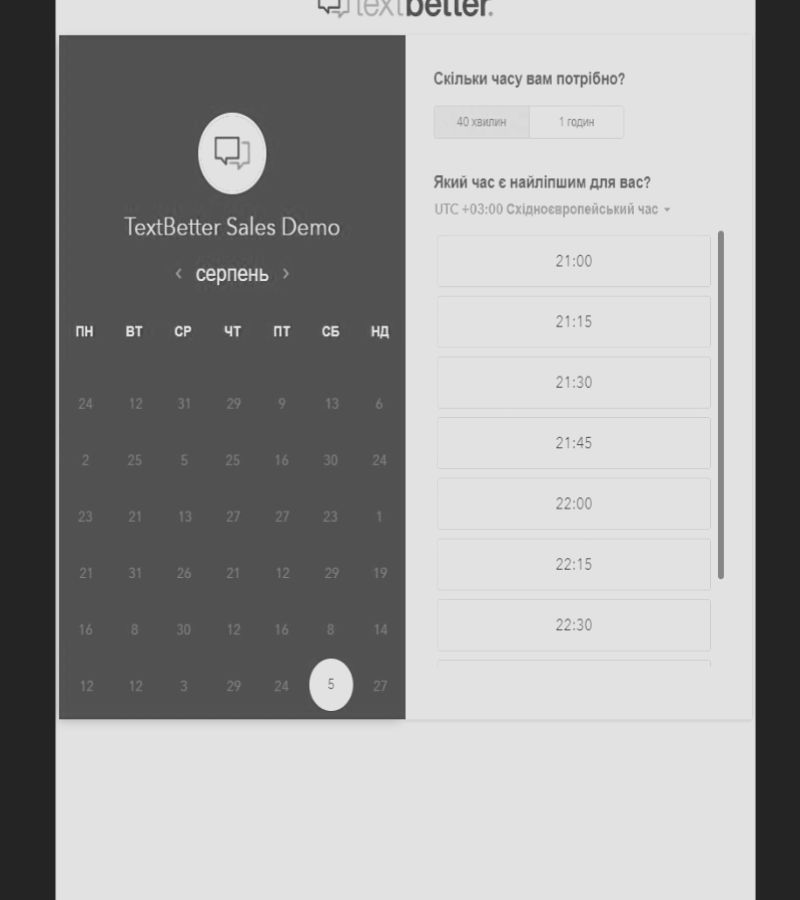 textbetter.
TextBetter Sales Demo
‹ серпень ›
ПН ВТ СР ЧТ ПТ СБ НД
24 12 31 29 9 13 6
2 25 5 25 16 30 24
23 21 13 27 27 23 1
21 31 26 21 12 29 19
16 8 30 12 16 8 14
12 12 3 29 24 5 27
Скільки часу вам потрібно?
40 хвилин 1 годин
Який час є найліпшим для вас?
UTC +03:00 Східноєвропейський час
21:00
21:15
21:30
21:45
22:00
22:15
22:30